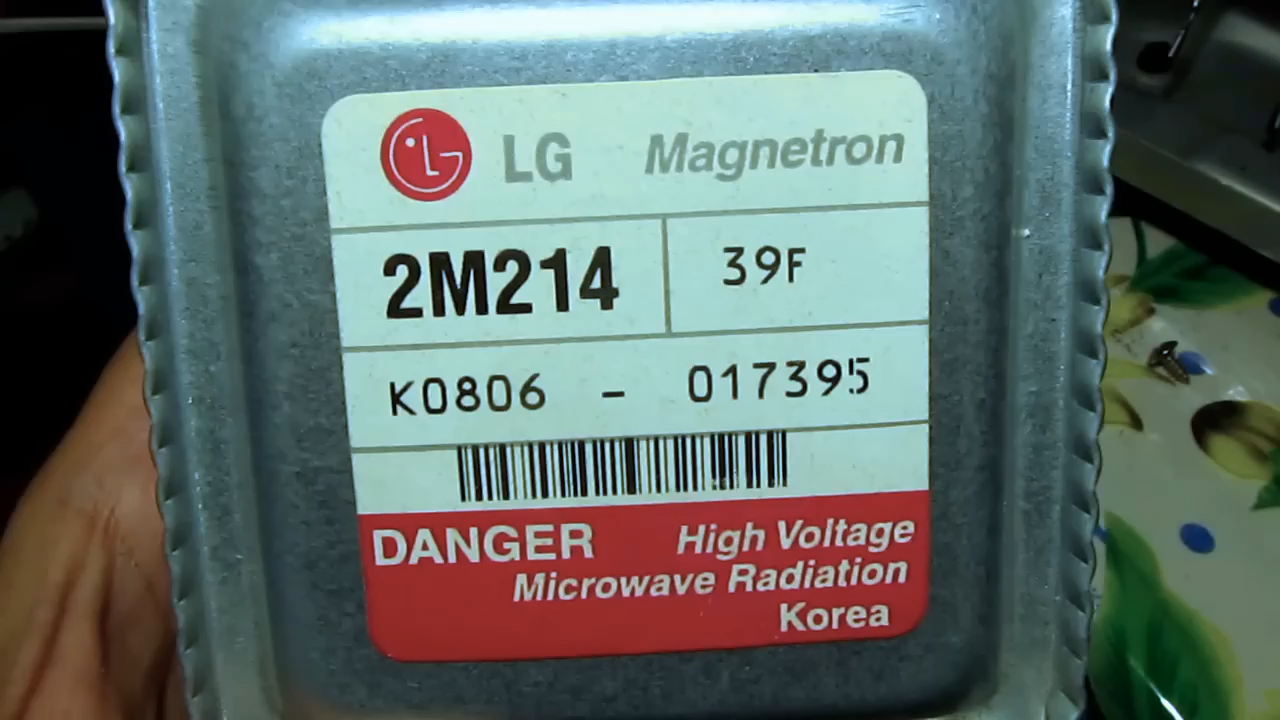 LG Magnetron
2M214 39F
K0806 - 017395
DANGER High Voltage
Microwave Radiation
Korea